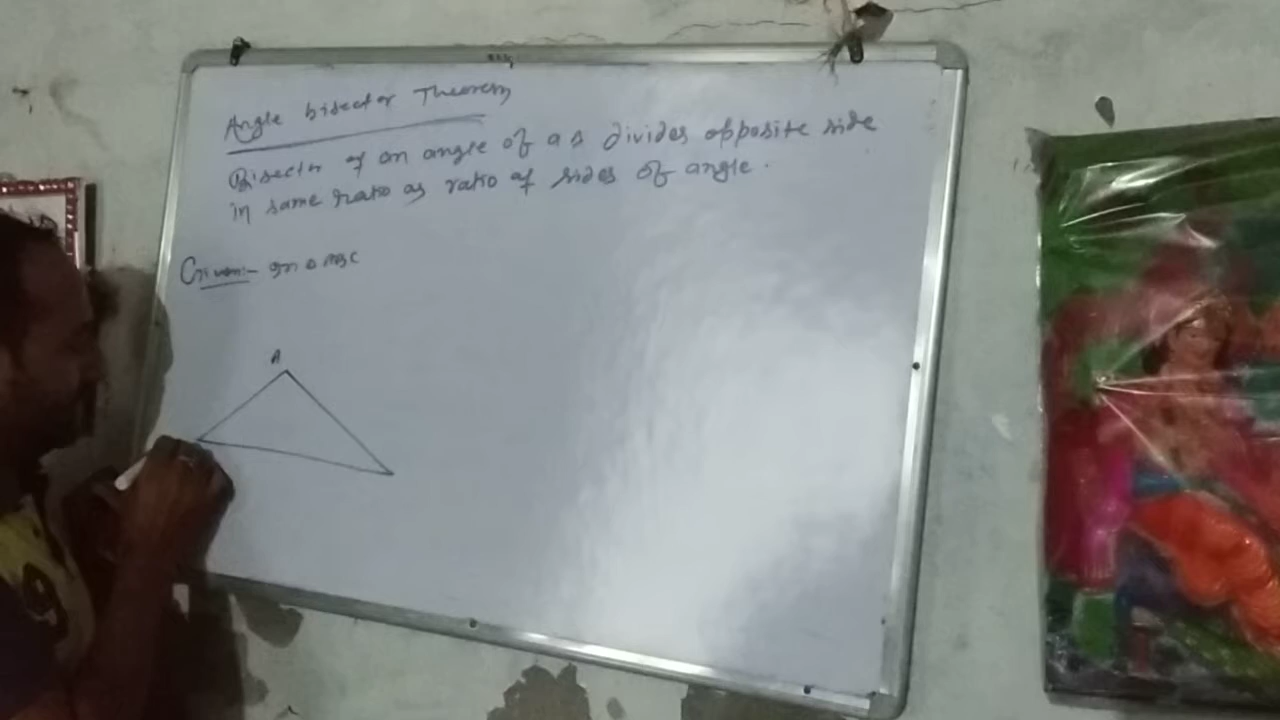 Angle bisector Theorem
Bisector of an angle of a Δ divides opposite side
in same ratio as ratio of sides of angle.
Given:- In Δ ABC
A